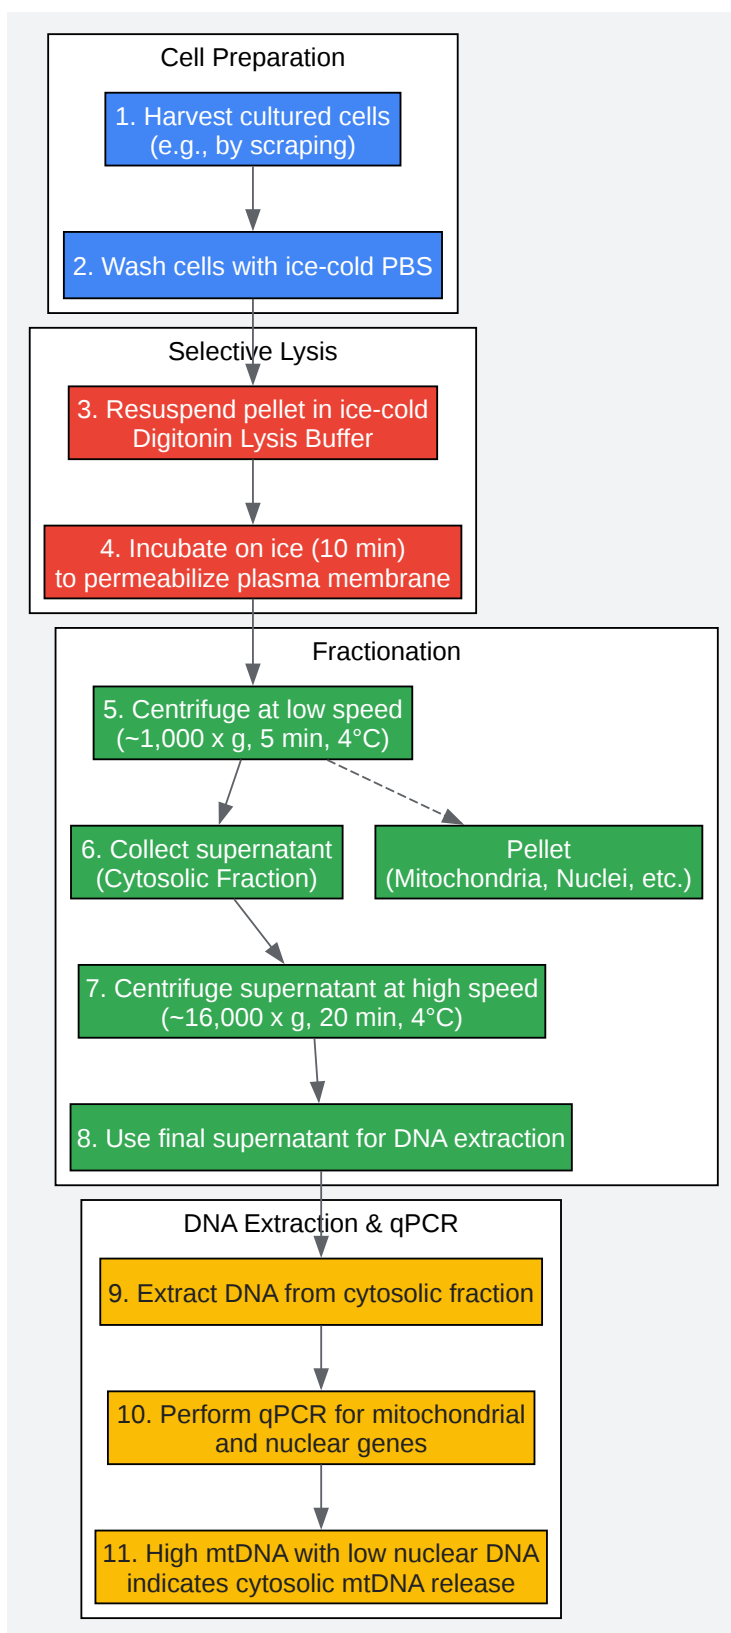 Cell Preparation
1. Harvest cultured cells
(e.g., by scraping)
2. Wash cells with ice-cold PBS
Selective Lysis
3. Resuspend pellet in ice-cold
Digitonin Lysis Buffer
4. Incubate on ice (10 min)
to permeabilize plasma membrane
Fractionation
5. Centrifuge at low speed
(~1,000 x g, 5 min, 4°C)
6. Collect supernatant
(Cytosolic Fraction)
Pellet
(Mitochondria, Nuclei, etc.)
7. Centrifuge supernatant at high speed
(~16,000 x g, 20 min, 4°C)
8. Use final supernatant for DNA extraction
DNA Extraction & qPCR
9. Extract DNA from cytosolic fraction
10. Perform qPCR for mitochondrial
and nuclear genes
11. High mtDNA with low nuclear DNA
indicates cytosolic mtDNA release